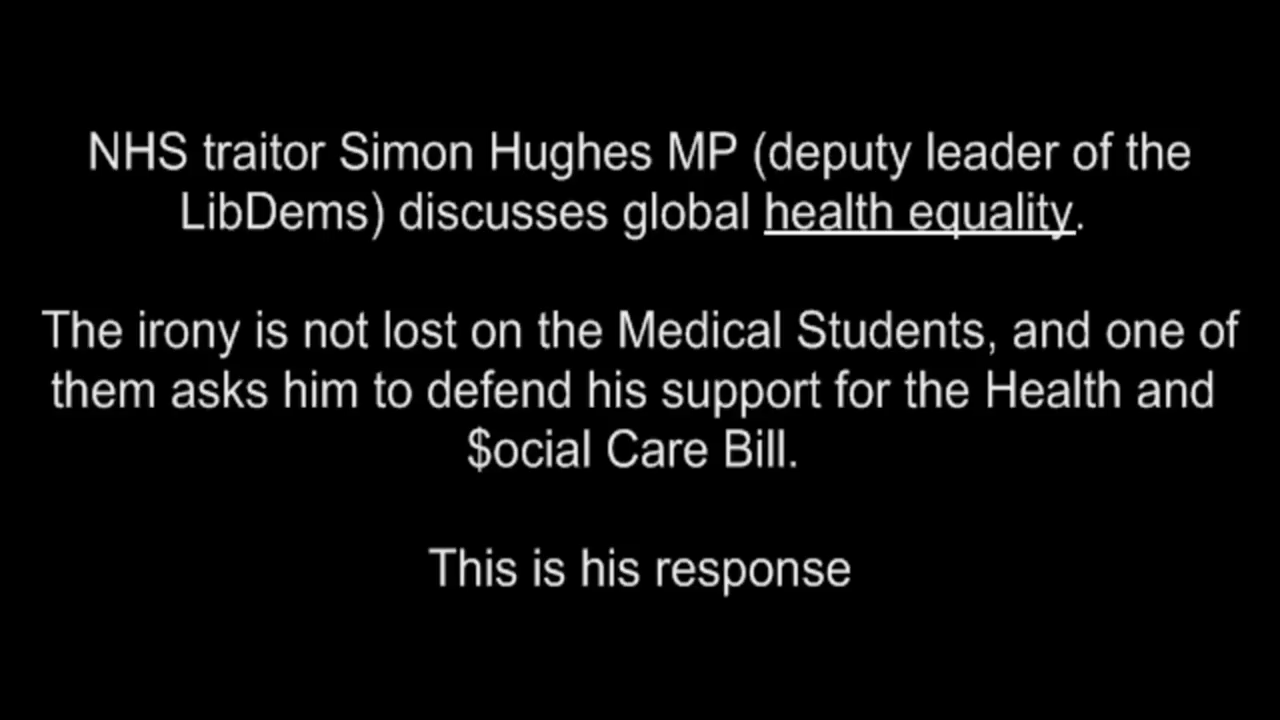 NHS traitor Simon Hughes MP (deputy leader of the
LibDems) discusses global health equality.
The irony is not lost on the Medical Students, and one of
them asks him to defend his support for the Health and
$ocial Care Bill.
This is his response